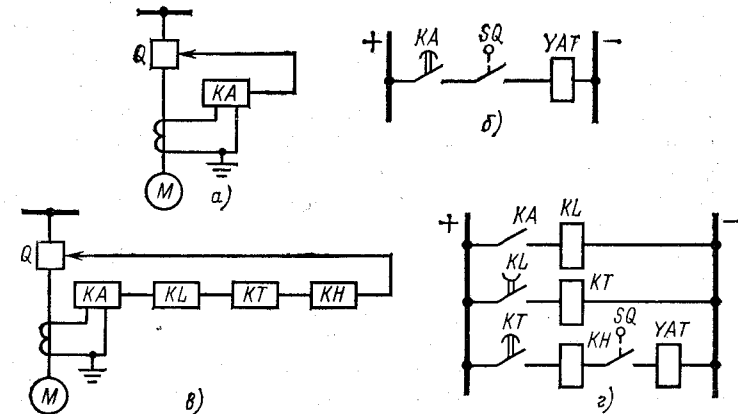 Q
KA
M
а)
+ KA SQ YAT −
б)
Q
KA KL KT KH
M
в)
+ KA KL −
KL KT
KT KH SQ YAT
г)